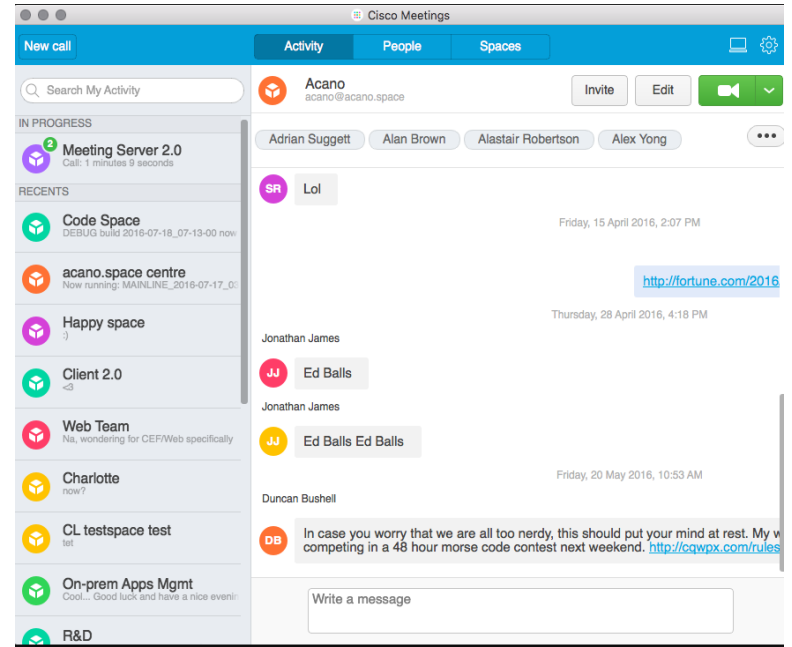 Cisco Meetings
New call
Activity
People
Spaces
Search My Activity
IN PROGRESS
2
Meeting Server 2.0
Call: 1 minutes 9 seconds
RECENTS
Code Space
DEBUG build 2016-07-18_07-13-00 now
acano.space centre
Now running: MAINLINE_2016-07-17_03
Happy space
:)
Client 2.0
<3
Web Team
Na, wondering for CEF/Web specifically
Charlotte
now?
CL testspace test
tet
On-prem Apps Mgmt
Cool... Good luck and have a nice evenin
R&D
Acano
acano@acano.space
Invite
Edit
Adrian Suggett
Alan Brown
Alastair Robertson
Alex Yong
SR
Lol
Friday, 15 April 2016, 2:07 PM
http://fortune.com/2016
Thursday, 28 April 2016, 4:18 PM
Jonathan James
JJ
Ed Balls
Jonathan James
JJ
Ed Balls Ed Balls
Friday, 20 May 2016, 10:53 AM
Duncan Bushell
DB
In case you worry that we are all too nerdy, this should put your mind at rest. My w
competing in a 48 hour morse code contest next weekend. http://cqwpx.com/rules
Write a message